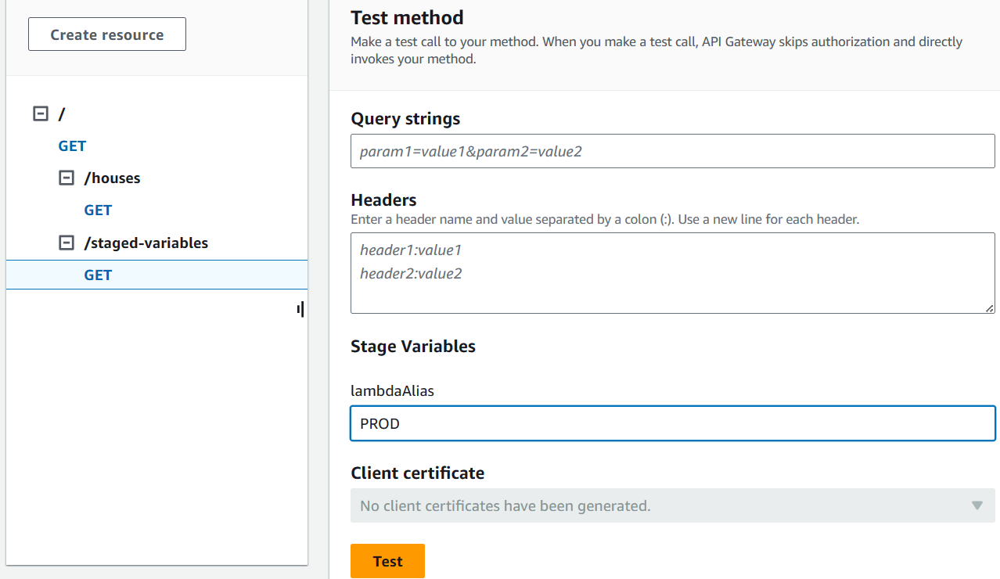 Create resource
/
GET
/houses
GET
/staged-variables
GET
Test method
Make a test call to your method. When you make a test call, API Gateway skips authorization and directly
invokes your method.
Query strings
param1=value1&param2=value2
Headers
Enter a header name and value separated by a colon (:). Use a new line for each header.
header1:value1
header2:value2
Stage Variables
lambdaAlias
PROD
Client certificate
No client certificates have been generated.
Test